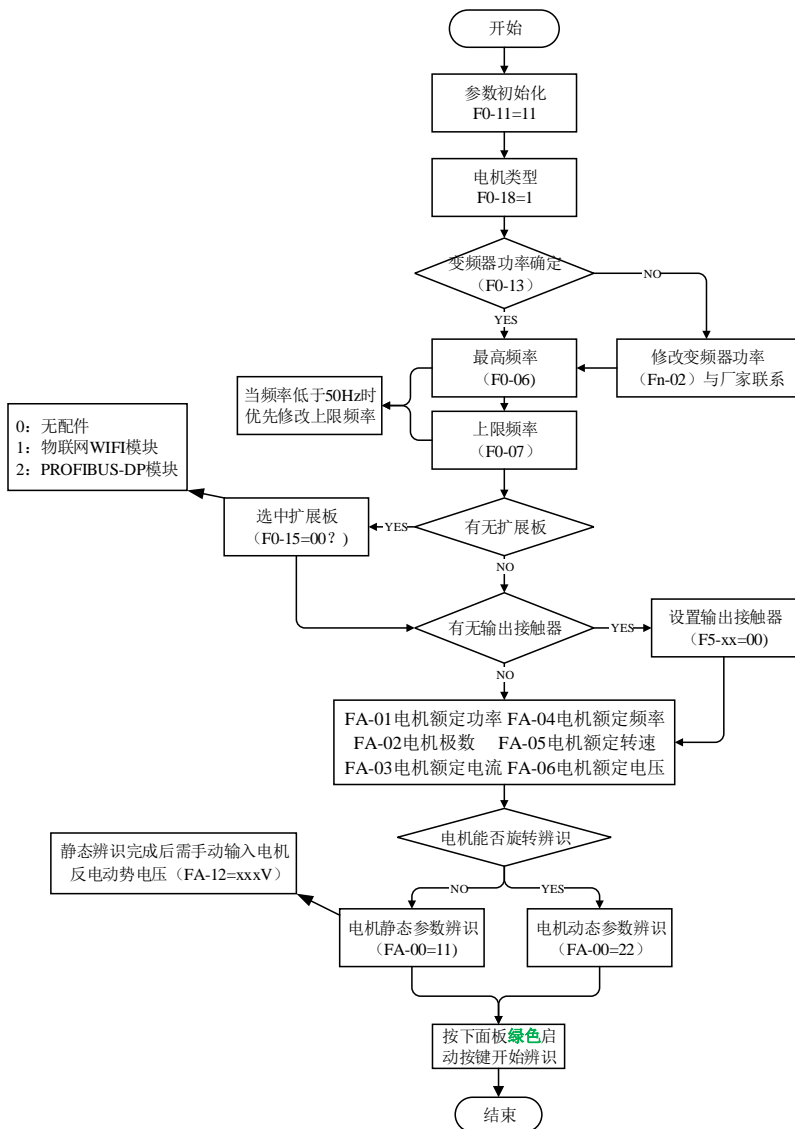 开始
参数初始化
F0-11=11
电机类型
F0-18=1
变频器功率确定
（F0-13）
NO
YES
最高频率
（F0-06)
修改变频器功率
（Fn-02）与厂家联系
当频率低于50Hz时
优先修改上限频率
上限频率
（F0-07）
0：无配件
1：物联网WIFI模块
2：PROFIBUS-DP模块
选中扩展板
（F0-15=00？)
YES
有无扩展板
NO
有无输出接触器
YES
设置输出接触器
（F5-xx=00)
NO
FA-01电机额定功率 FA-04电机额定频率
FA-02电机极数 FA-05电机额定转速
FA-03电机额定电流 FA-06电机额定电压
电机能否旋转辨识
静态辨识完成后需手动输入电机
反电动势电压（FA-12=xxxV）
NO
YES
电机静态参数辨识
（FA-00=11)
电机动态参数辨识
（FA-00=22）
按下面板绿色启
动按键开始辨识
结束